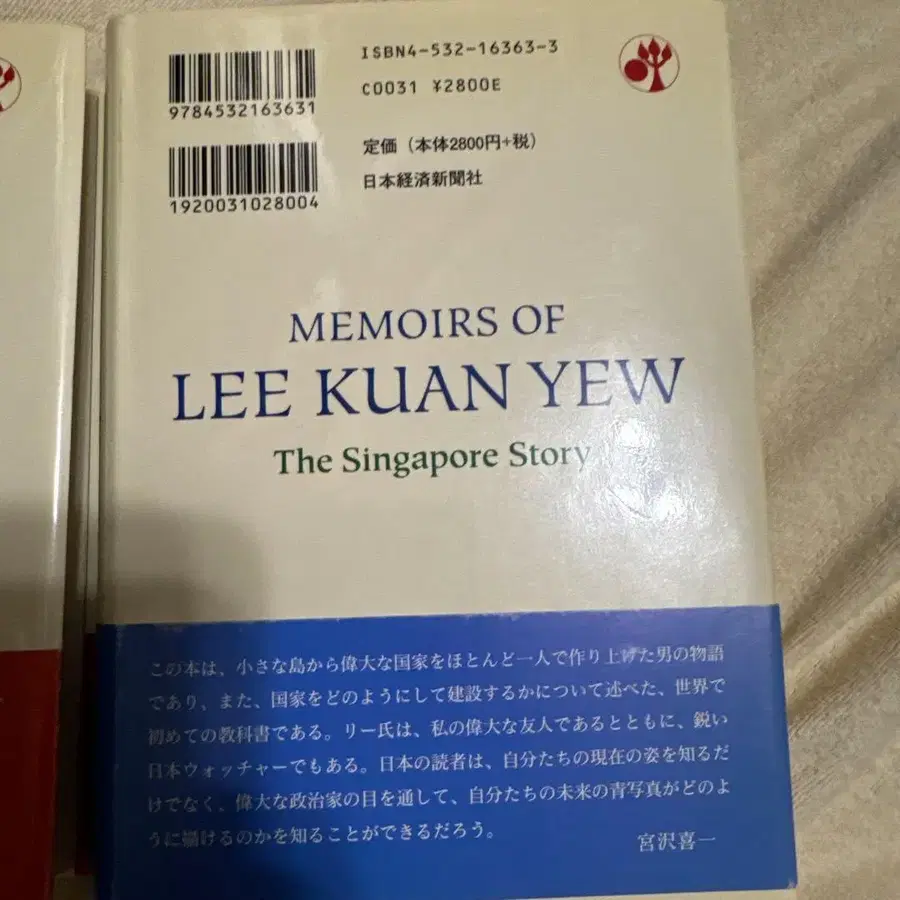 ISBN4-532-16363-3
C0031 ¥2800E
9784532163631
定価（本体2800円+税）
日本経済新聞社
1920031028004
MEMOIRS OF
LEE KUAN YEW
The Singapore Story
この本は、小さな島から偉大な国家をほとんど一人で作り上げた男の物語
であり、また、国家をどのようにして建設するかについて述べた、世界で
初めての教科書である。リー氏は、私の偉大な友人であるとともに、鋭い
日本ウォッチャーでもある。日本の読者は、自分たちの現在の姿を知るだ
けでなく、偉大な政治家の目を通して、自分たちの未来の青写真がどのよ
うに描けるのかを知ることができるだろう。
宮沢喜一